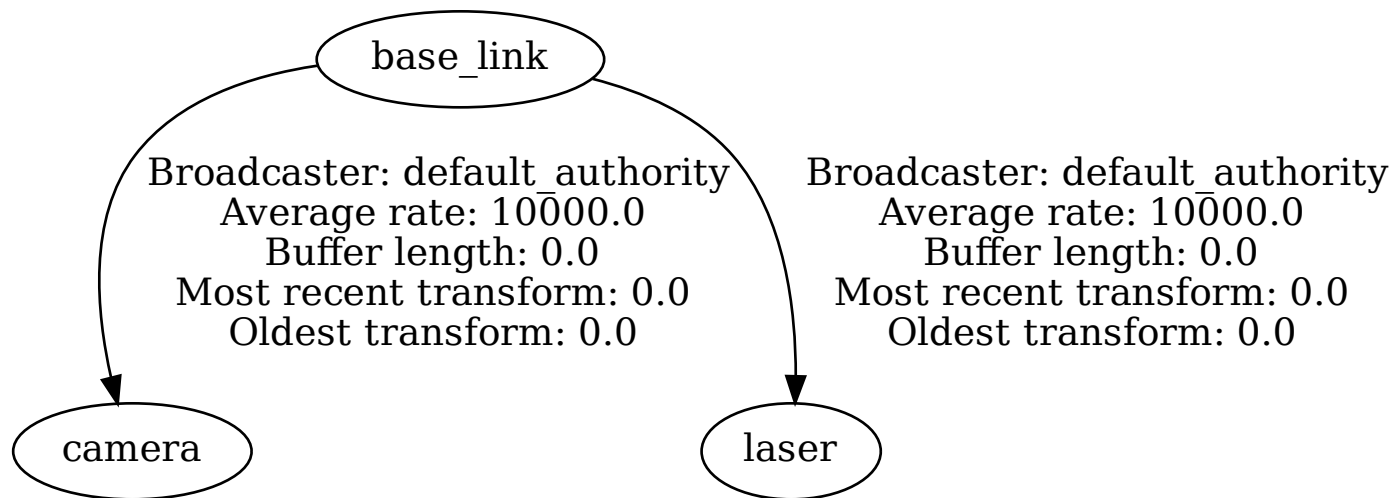 base_link
Broadcaster: default_authority
Average rate: 10000.0
Buffer length: 0.0
Most recent transform: 0.0
Oldest transform: 0.0
Broadcaster: default_authority
Average rate: 10000.0
Buffer length: 0.0
Most recent transform: 0.0
Oldest transform: 0.0
camera
laser